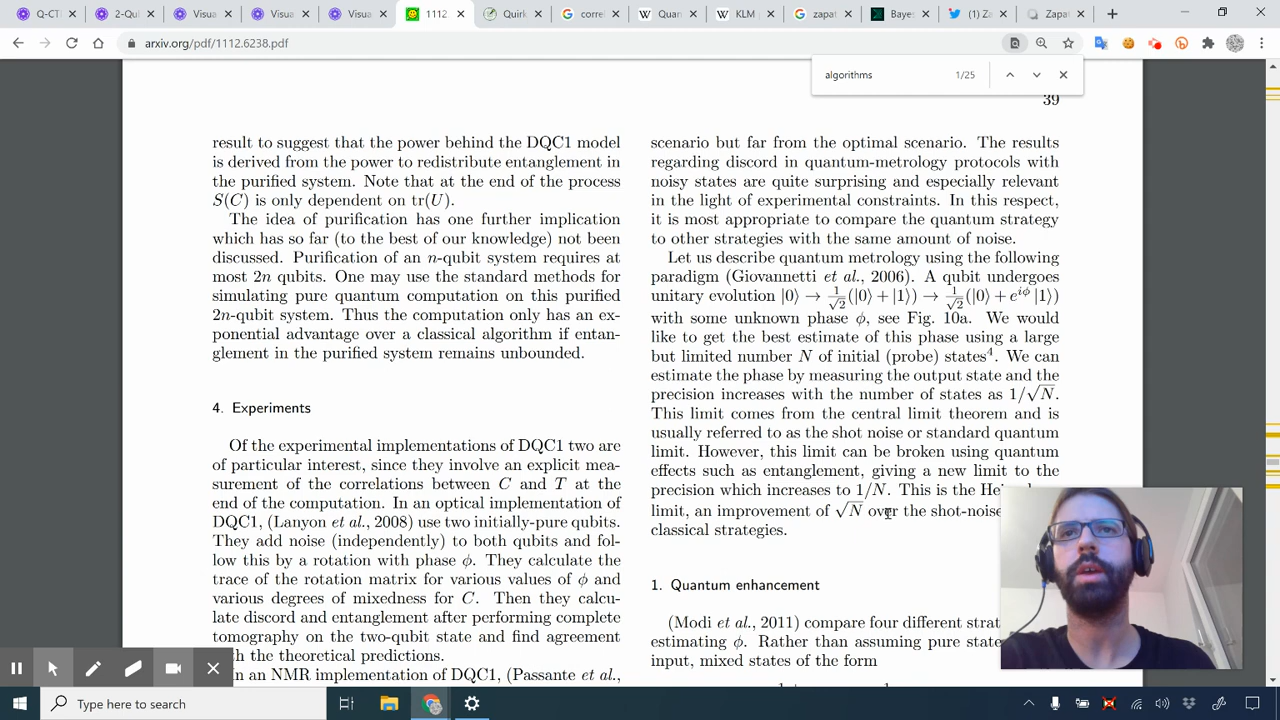 Q-CTI
2-Qul
Visua
Visua
Visua
1112.
Quirk
correl
Quan
KLM
zapat
Bayes
(1) Za
Zapat
arxiv.org/pdf/1112.6238.pdf
algorithms
1/25
39
result to suggest that the power behind the DQC1 model
is derived from the power to redistribute entanglement in
the purified system. Note that at the end of the process
S(C) is only dependent on tr(U).
The idea of purification has one further implication
which has so far (to the best of our knowledge) not been
discussed. Purification of an n-qubit system requires at
most 2n qubits. One may use the standard methods for
simulating pure quantum computation on this purified
2n-qubit system. Thus the computation only has an ex-
ponential advantage over a classical algorithm if entan-
glement in the purified system remains unbounded.
4. Experiments
Of the experimental implementations of DQC1 two are
of particular interest, since they involve an explicit mea-
surement of the correlations between C and T at the
end of the computation. In an optical implementation of
DQC1, (Lanyon et al., 2008) use two initially-pure qubits.
They add noise (independently) to both qubits and fol-
low this by a rotation with phase ϕ. They calculate the
trace of the rotation matrix for various values of ϕ and
various degrees of mixedness for C. Then they calcu-
late discord and entanglement after performing complete
tomography on the two-qubit state and find agreement
the theoretical predictions.
In an NMR implementation of DQC1, (Passante et al.,
scenario but far from the optimal scenario. The results
regarding discord in quantum-metrology protocols with
noisy states are quite surprising and especially relevant
in the light of experimental constraints. In this respect,
it is most appropriate to compare the quantum strategy
to other strategies with the same amount of noise.
Let us describe quantum metrology using the following
paradigm (Giovannetti et al., 2006). A qubit undergoes
unitary evolution |0⟩ → 1/√2(|0⟩ + |1⟩) → 1/√2(|0⟩ + e^{iϕ} |1⟩)
with some unknown phase ϕ, see Fig. 10a. We would
like to get the best estimate of this phase using a large
but limited number N of initial (probe) states⁴. We can
estimate the phase by measuring the output state and the
precision increases with the number of states as 1/√N.
This limit comes from the central limit theorem and is
usually referred to as the shot noise or standard quantum
limit. However, this limit can be broken using quantum
effects such as entanglement, giving a new limit to the
precision which increases to 1/N. This is the
limit, an improvement of √N over the shot-noise
classical strategies.
1. Quantum enhancement
(Modi et al., 2011) compare four different
estimating ϕ. Rather than assuming pure
input, mixed states of the form
Type here to search